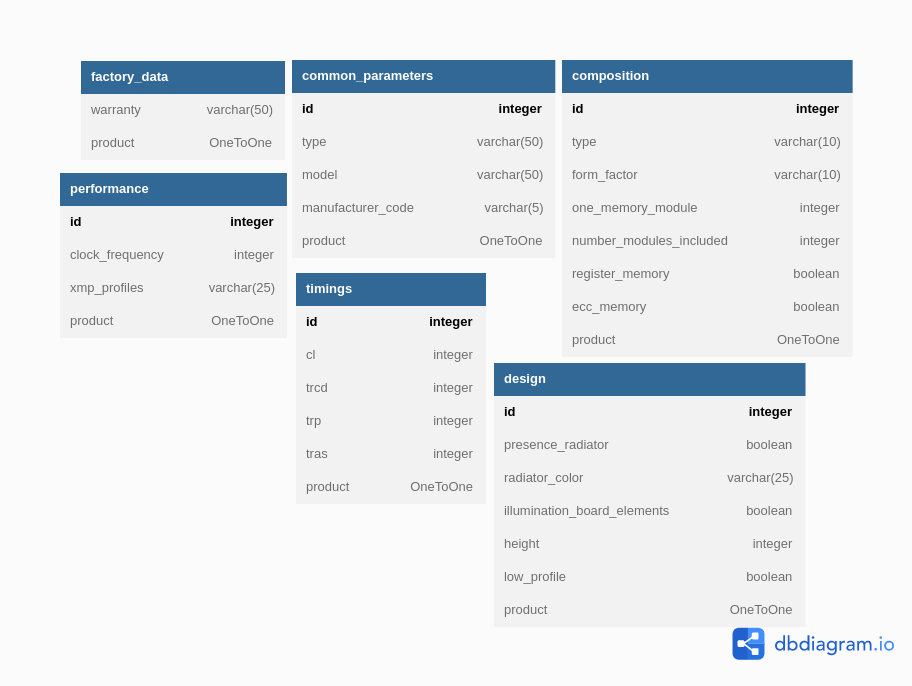 factory_data
warranty varchar(50)
product OneToOne
common_parameters
id integer
type varchar(50)
model varchar(50)
manufacturer_code varchar(5)
product OneToOne
composition
id integer
type varchar(10)
form_factor varchar(10)
one_memory_module integer
number_modules_included integer
register_memory boolean
ecc_memory boolean
product OneToOne
performance
id integer
clock_frequency integer
xmp_profiles varchar(25)
product OneToOne
timings
id integer
cl integer
trcd integer
trp integer
tras integer
product OneToOne
design
id integer
presence_radiator boolean
radiator_color varchar(25)
illumination_board_elements boolean
height integer
low_profile boolean
product OneToOne
dbdiagram.io